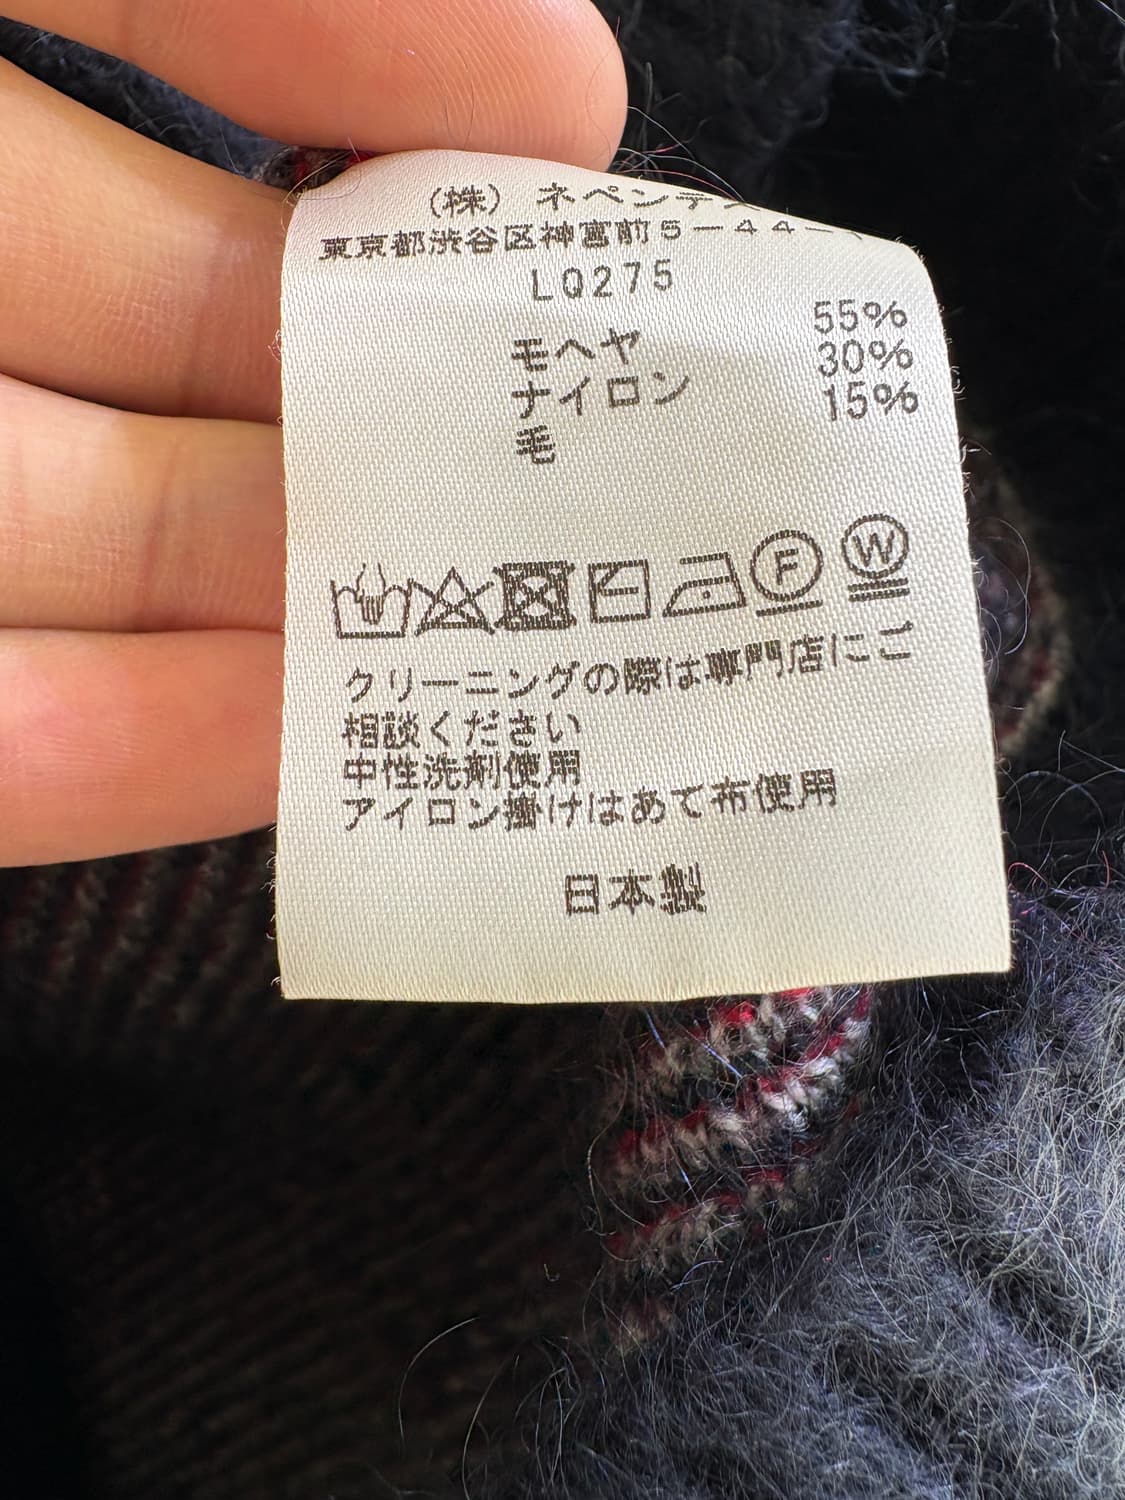 (株) ネペンテス
東京都渋谷区神宮前5-44-
LQ275
モヘヤ 55%
ナイロン 30%
毛 15%
F W
クリーニングの際は専門店にご
相談ください
中性洗剤使用
アイロン掛けはあて布使用
日本製